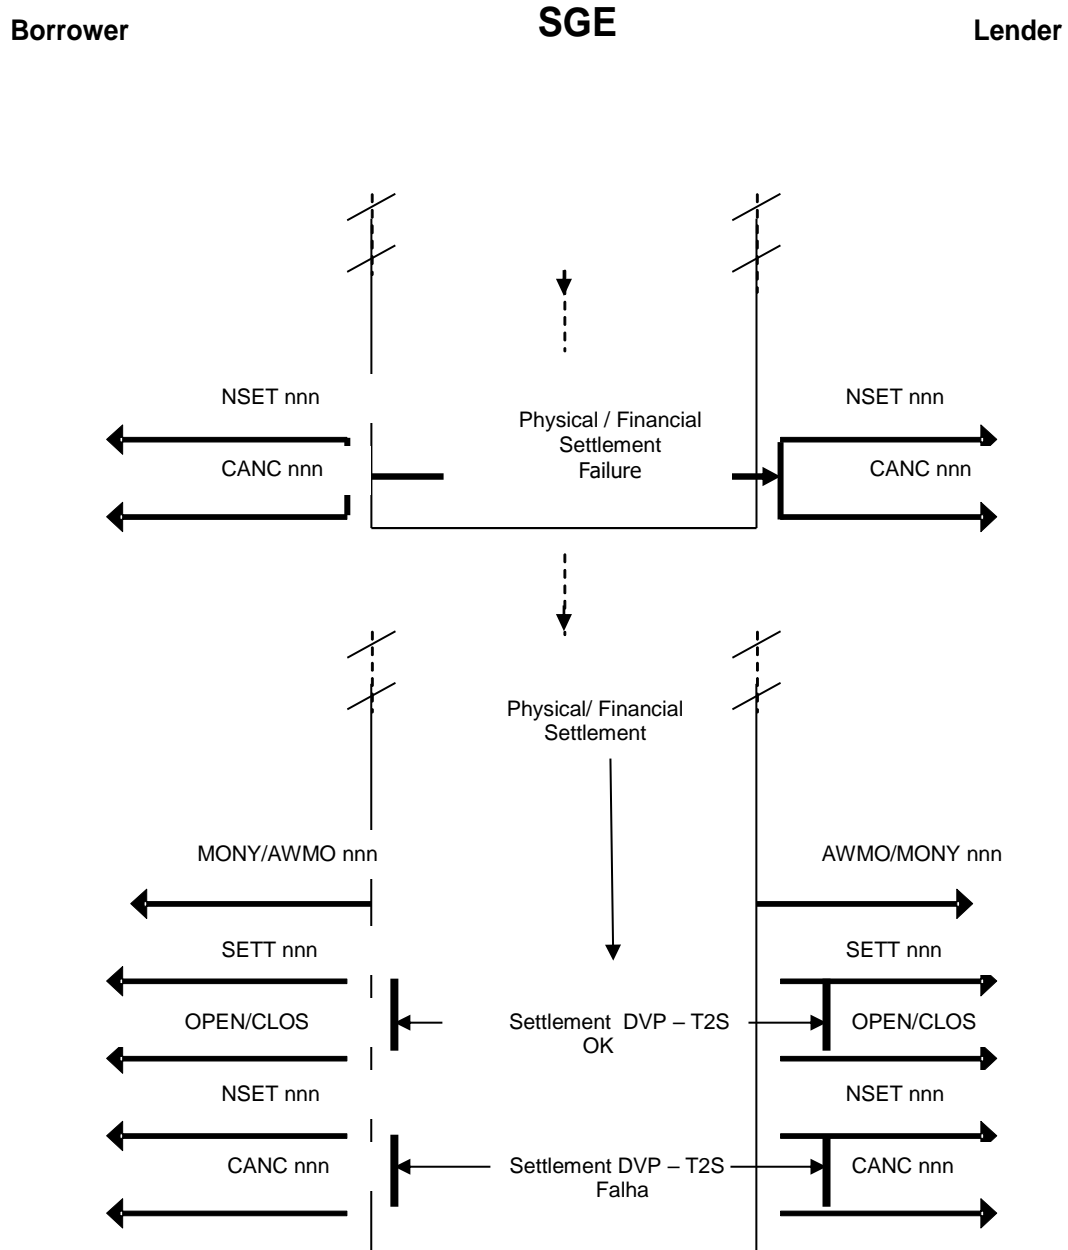 Borrower
SGE
Lender
NSET nnn
NSET nnn
Physical / Financial
Settlement
Failure
CANC nnn
CANC nnn
Physical/ Financial
Settlement
MONY/AWMO nnn
AWMO/MONY nnn
SETT nnn
SETT nnn
OPEN/CLOS
Settlement DVP – T2S
OK
OPEN/CLOS
NSET nnn
NSET nnn
CANC nnn
Settlement DVP – T2S
Falha
CANC nnn